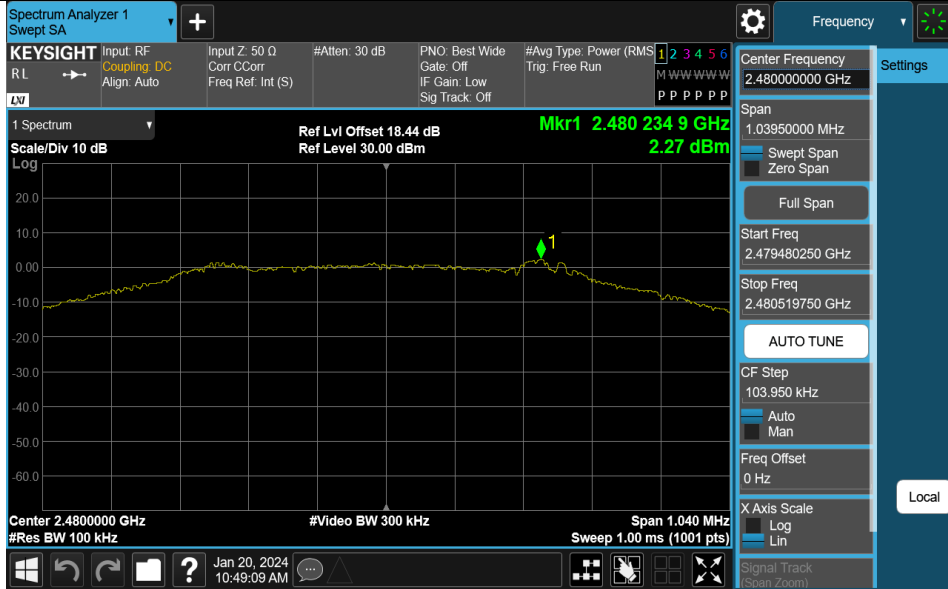 Spectrum Analyzer 1
Swept SA
+
Frequency
KEYSIGHT
R L
LXI
Input: RF
Coupling: DC
Align: Auto
Input Z: 50 Ω
Corr CCorr
Freq Ref: Int (S)
#Atten: 30 dB
PNO: Best Wide
Gate: Off
IF Gain: Low
Sig Track: Off
#Avg Type: Power (RMS
Trig: Free Run
1 2 3 4 5 6
M W W W W W
P P P P P P
1 Spectrum
Scale/Div 10 dB
Log
Ref Lvl Offset 18.44 dB
Ref Level 30.00 dBm
Mkr1 2.480 234 9 GHz
2.27 dBm
20.0
10.0
0.00
-10.0
-20.0
-30.0
-40.0
-50.0
-60.0
1
Center 2.4800000 GHz
#Res BW 100 kHz
#Video BW 300 kHz
Span 1.040 MHz
Sweep 1.00 ms (1001 pts)
Center Frequency
2.480000000 GHz
Span
1.03950000 MHz
Swept Span
Zero Span
Full Span
Start Freq
2.479480250 GHz
Stop Freq
2.480519750 GHz
AUTO TUNE
CF Step
103.950 kHz
Auto
Man
Freq Offset
0 Hz
X Axis Scale
Log
Lin
Signal Track
(Span Zoom)
Settings
Local
?
Jan 20, 2024
10:49:09 AM